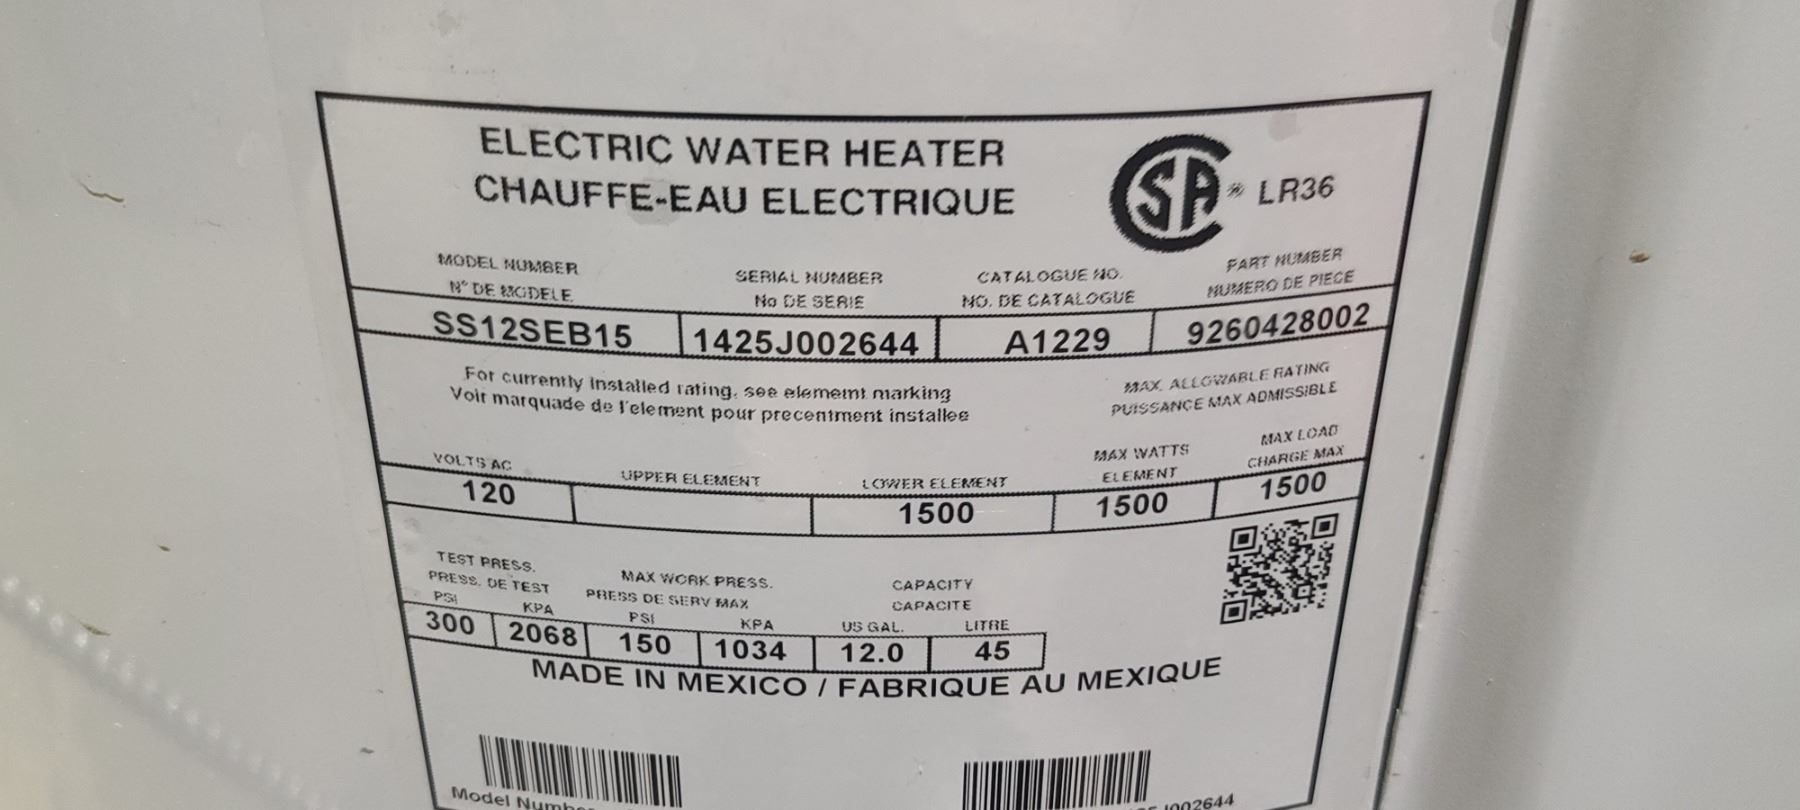 ELECTRIC WATER HEATER
CHAUFFE-EAU ELECTRIQUE
SA ® LR36
MODEL NUMBER
N° DE MODELE
SERIAL NUMBER
No DE SERIE
CATALOGUE NO.
NO. DE CATALOGUE
PART NUMBER
NUMERO DE PIECE
SS12SEB15 1425J002644 A1229 9260428002
For currently installed rating, see elememt marking
Voir marquade de l'element pour precentment installee
MAX. ALLOWABLE RATING
PUISSANCE MAX ADMISSIBLE
VOLTS AC
UPPER ELEMENT
LOWER ELEMENT
MAX WATTS
ELEMENT
MAX LOAD
CHARGE MAX
120 1500 1500 1500
TEST PRESS.
PRESS. DE TEST
PSI KPA
MAX WORK PRESS.
PRESS DE SERV MAX
PSI KPA
CAPACITY
CAPACITE
US GAL. LITRE
300 2068 150 1034 12.0 45
MADE IN MEXICO / FABRIQUE AU MEXIQUE
Model
J002644